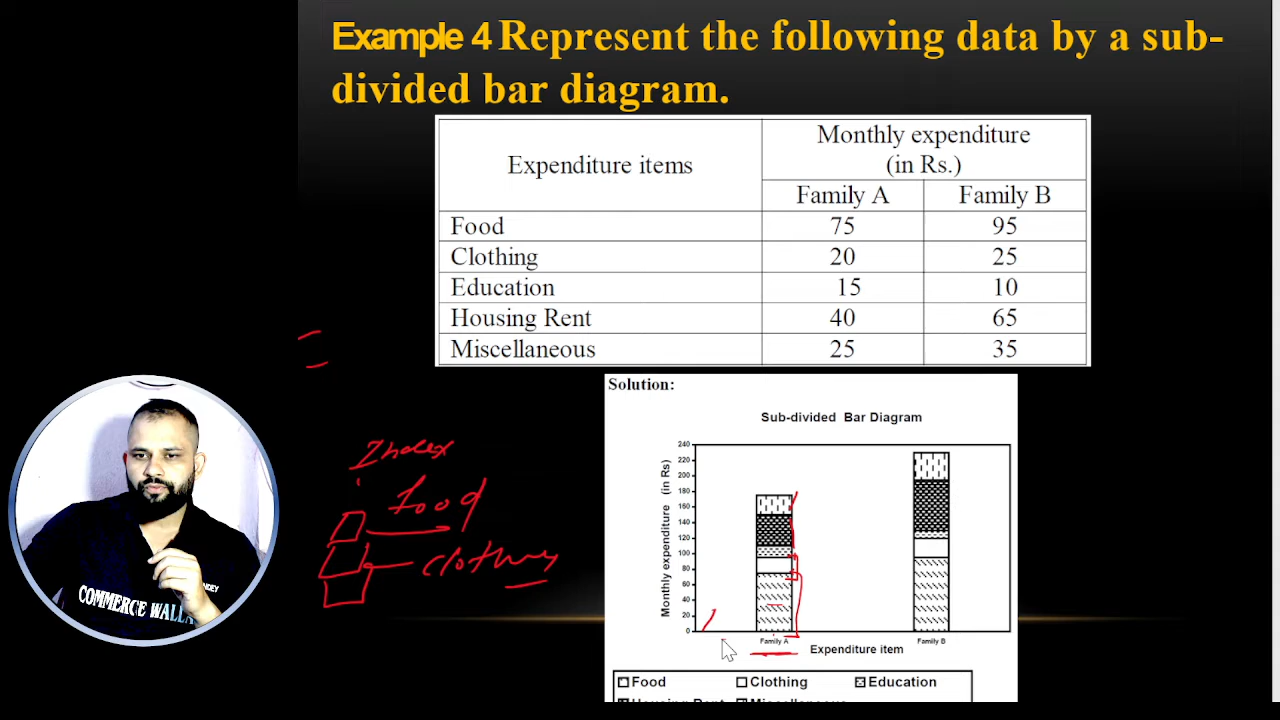 Example 4 Represent the following data by a sub-
divided bar diagram.
Expenditure items
Monthly expenditure
(in Rs.)
Family A Family B
Food 75 95
Clothing 20 25
Education 15 10
Housing Rent 40 65
Miscellaneous 25 35
Solution:
Sub-divided Bar Diagram
Monthly expenditure (in Rs)
240
220
200
180
160
140
120
100
80
60
40
20
0
Family A Family B
Expenditure item
Food Clothing Education
Housing Rent Miscellaneous
Index
Food
Clothing
COMMERCE WALLA